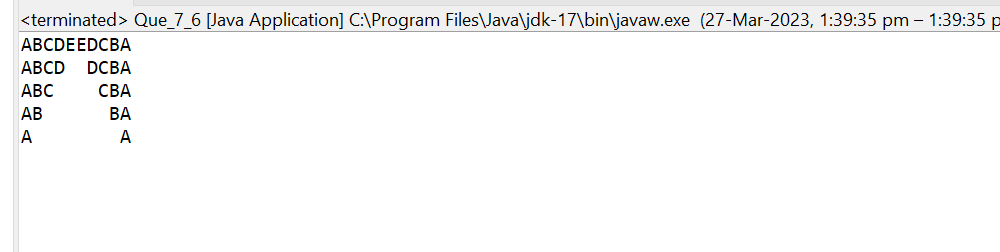 <terminated> Que_7_6 [Java Application] C:\Program Files\Java\jdk-17\bin\javaw.exe (27-Mar-2023, 1:39:35 pm – 1:39:35 p
ABCDEEDCBA
ABCD  DCBA
ABC    CBA
AB      BA
A        A